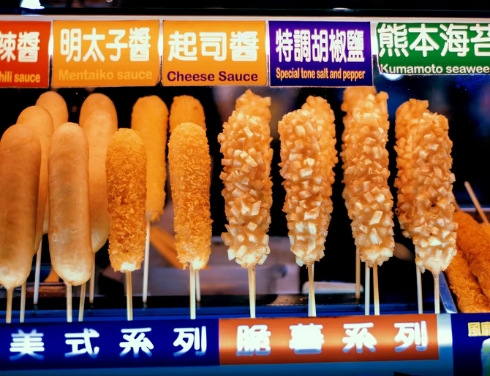 辣醬
hili sauce
明太子醬
Mentaiko sauce
起司醬
Cheese Sauce
特調胡椒鹽
Special tone salt and pepper
熊本海苔
Kumamoto seawee
美式系列
脆薯系列